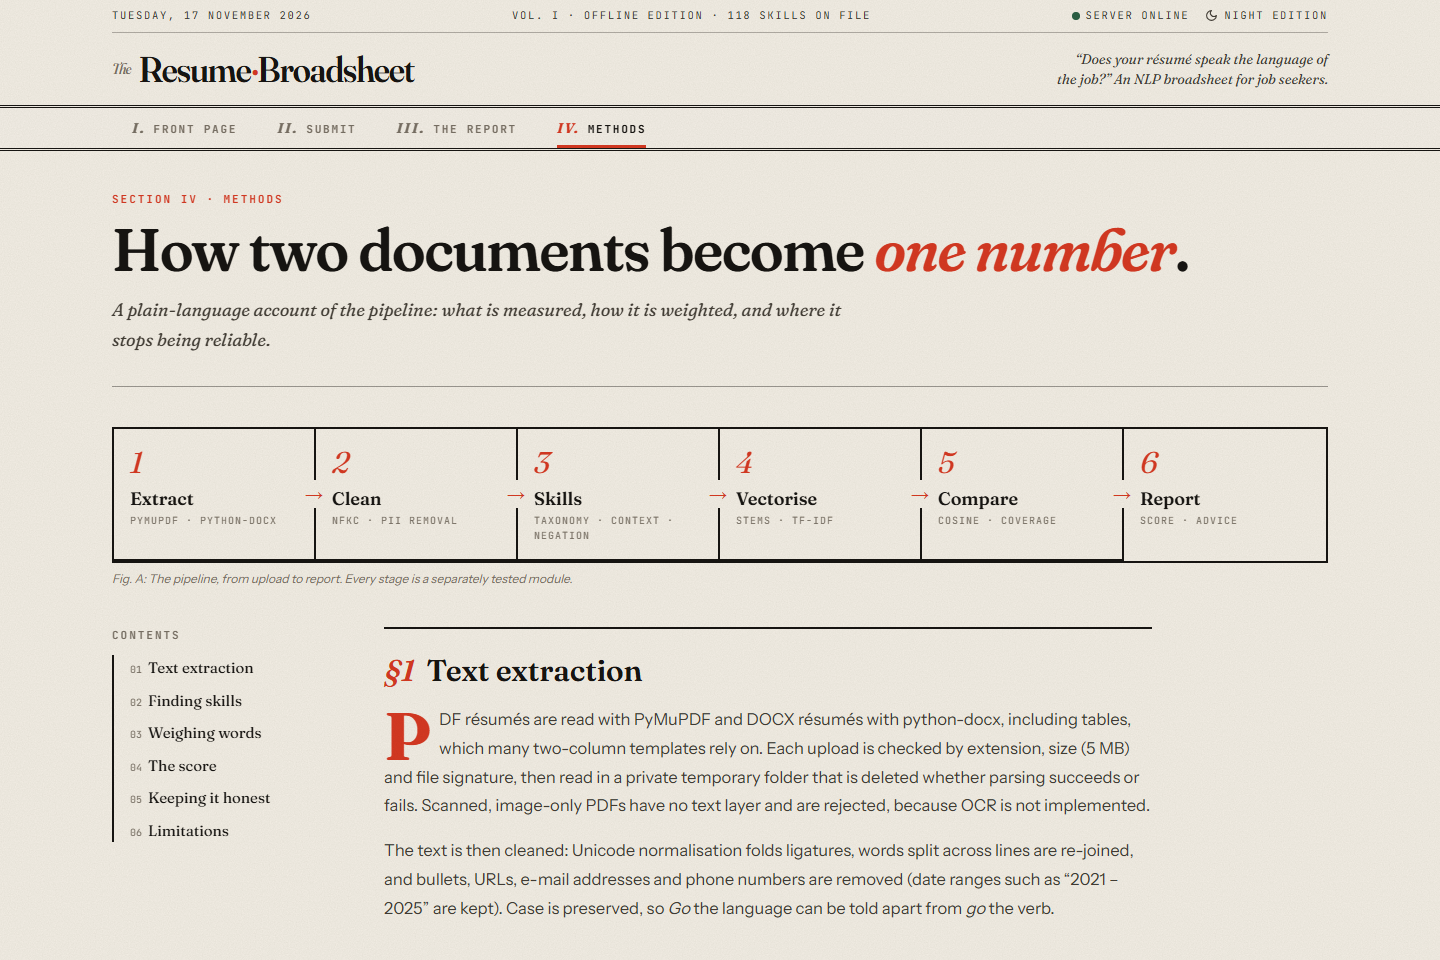 TUESDAY, 17 NOVEMBER 2026
VOL. I · OFFLINE EDITION · 118 SKILLS ON FILE
SERVER ONLINE
NIGHT EDITION
The Resume·Broadsheet
“Does your résumé speak the language of
the job?” An NLP broadsheet for job seekers.
I. FRONT PAGE
II. SUBMIT
III. THE REPORT
IV. METHODS
SECTION IV · METHODS
How two documents become one number.
A plain-language account of the pipeline: what is measured, how it is weighted, and where it
stops being reliable.
1
Extract
PYMUPDF · PYTHON-DOCX
→
2
Clean
NFKC · PII REMOVAL
→
3
Skills
TAXONOMY · CONTEXT ·
NEGATION
→
4
Vectorise
STEMS · TF-IDF
→
5
Compare
COSINE · COVERAGE
→
6
Report
SCORE · ADVICE
Fig. A: The pipeline, from upload to report. Every stage is a separately tested module.
CONTENTS
01 Text extraction
02 Finding skills
03 Weighing words
04 The score
05 Keeping it honest
06 Limitations
§1 Text extraction
PDF résumés are read with PyMuPDF and DOCX résumés with python-docx, including tables,
which many two-column templates rely on. Each upload is checked by extension, size (5 MB)
and file signature, then read in a private temporary folder that is deleted whether parsing succeeds or
fails. Scanned, image-only PDFs have no text layer and are rejected, because OCR is not implemented.
The text is then cleaned: Unicode normalisation folds ligatures, words split across lines are re-joined,
and bullets, URLs, e-mail addresses and phone numbers are removed (date ranges such as “2021 –
2025” are kept). Case is preserved, so Go the language can be told apart from go the verb.